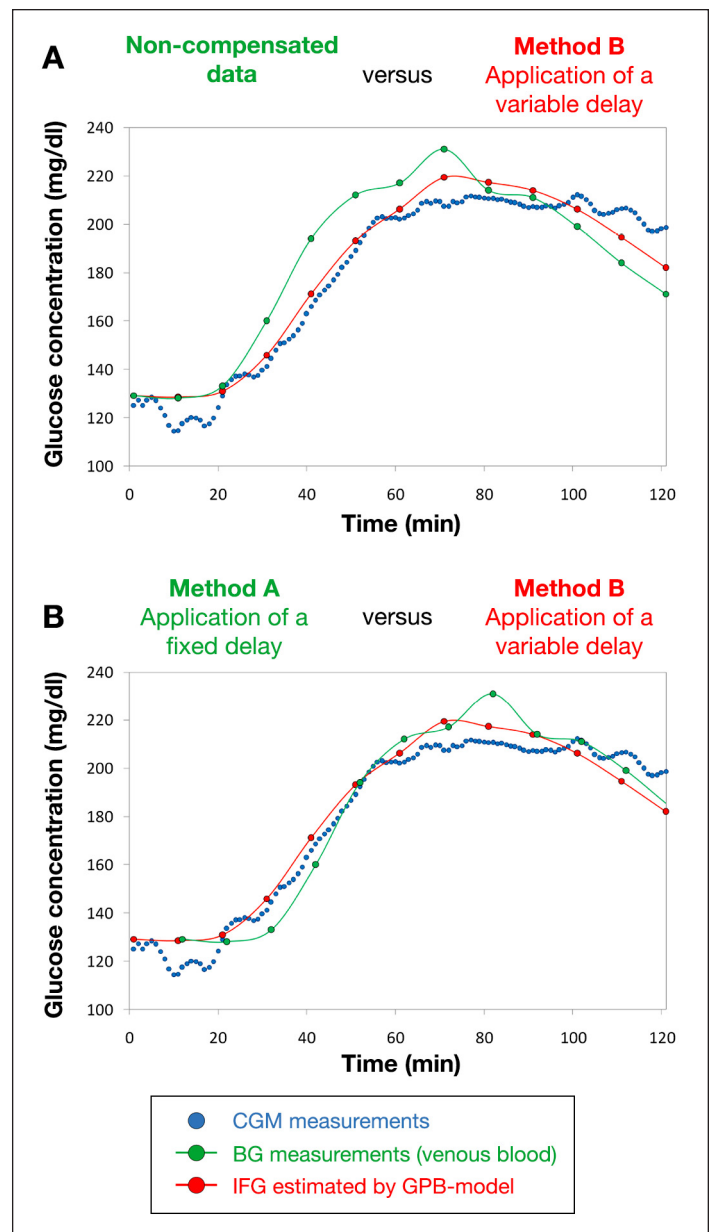 A
Non-compensated
data
versus
Method B
Application of a
variable delay
Glucose concentration (mg/dl)
240
220
200
180
160
140
120
100
0 20 40 60 80 100 120
Time (min)
B
Method A
Application of a
fixed delay
versus
Method B
Application of a
variable delay
Glucose concentration (mg/dl)
240
220
200
180
160
140
120
100
0 20 40 60 80 100 120
Time (min)
CGM measurements
BG measurements (venous blood)
IFG estimated by GPB-model